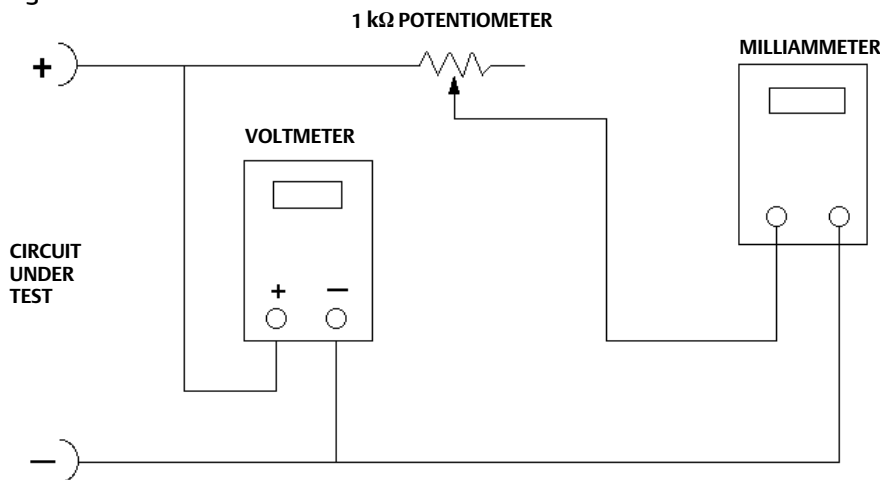 1 kΩ POTENTIOMETER
MILLIAMMETER
+
VOLTMETER
CIRCUIT
UNDER
TEST
+ —
—